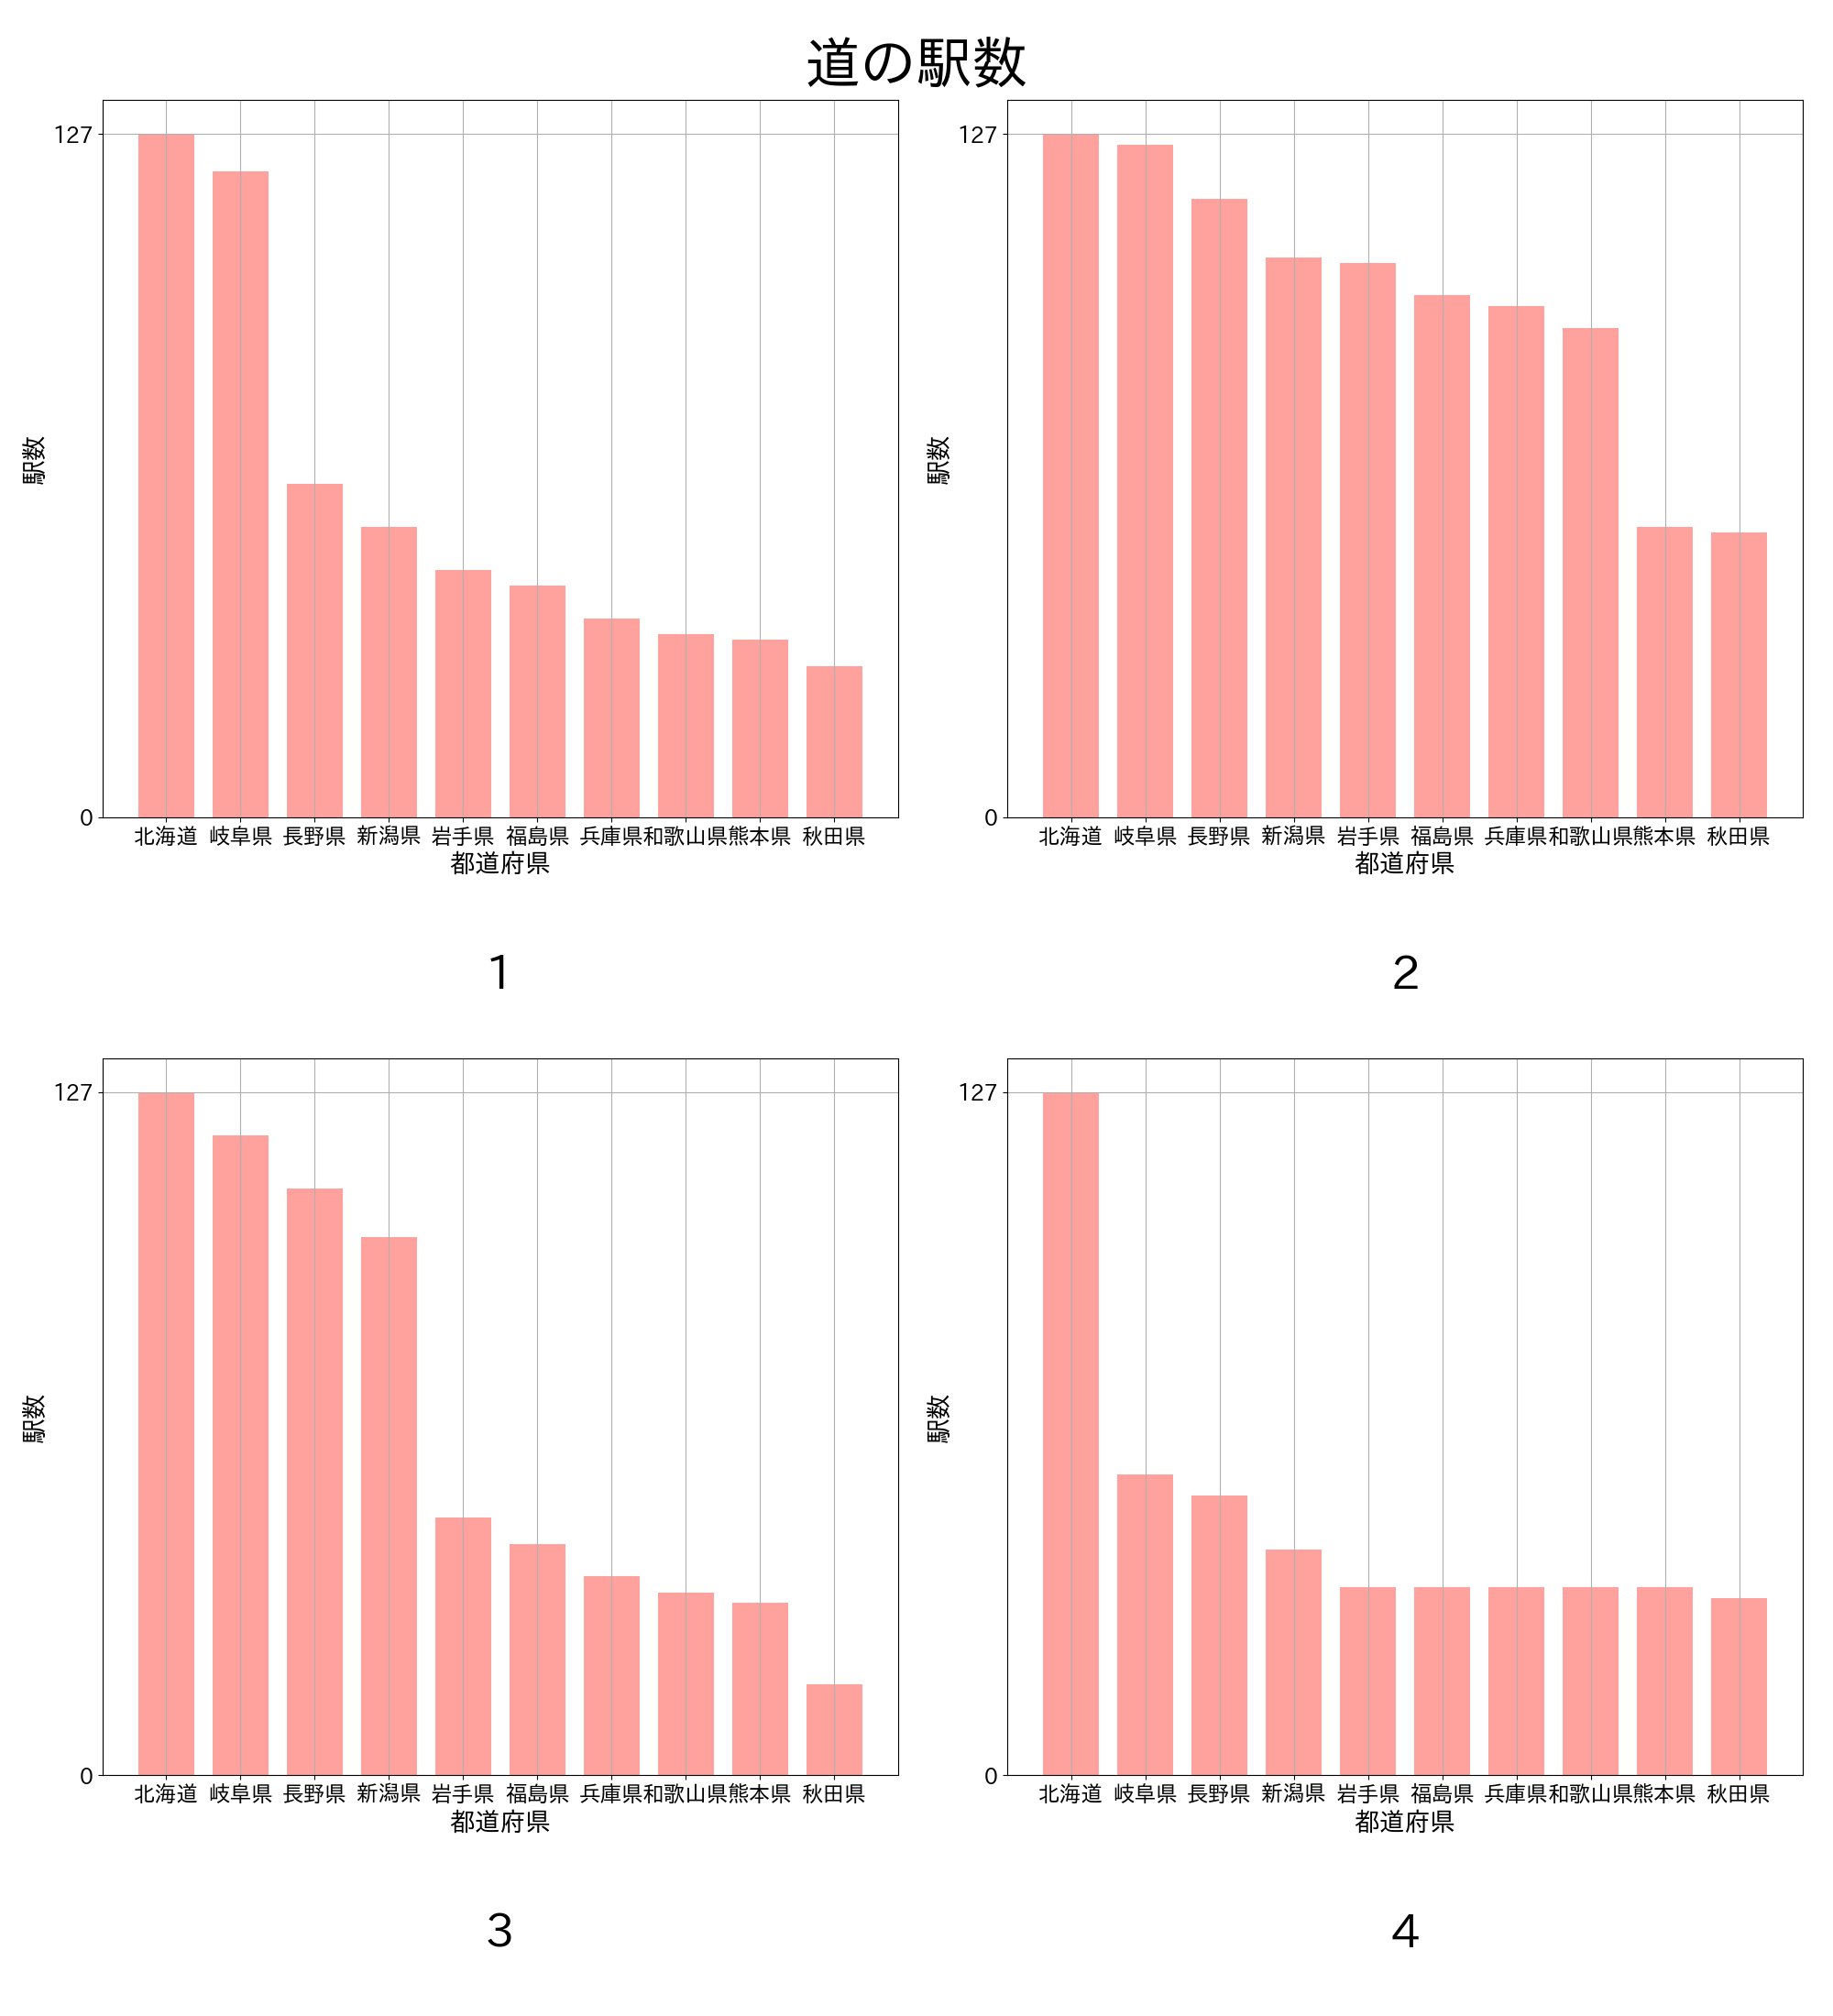 道の駅数
127
0
駅数
北海道 岐阜県 長野県 新潟県 岩手県 福島県 兵庫県 和歌山県 熊本県 秋田県
都道府県
1
127
0
駅数
北海道 岐阜県 長野県 新潟県 岩手県 福島県 兵庫県 和歌山県 熊本県 秋田県
都道府県
2
127
0
駅数
北海道 岐阜県 長野県 新潟県 岩手県 福島県 兵庫県 和歌山県 熊本県 秋田県
都道府県
3
127
0
駅数
北海道 岐阜県 長野県 新潟県 岩手県 福島県 兵庫県 和歌山県 熊本県 秋田県
都道府県
4